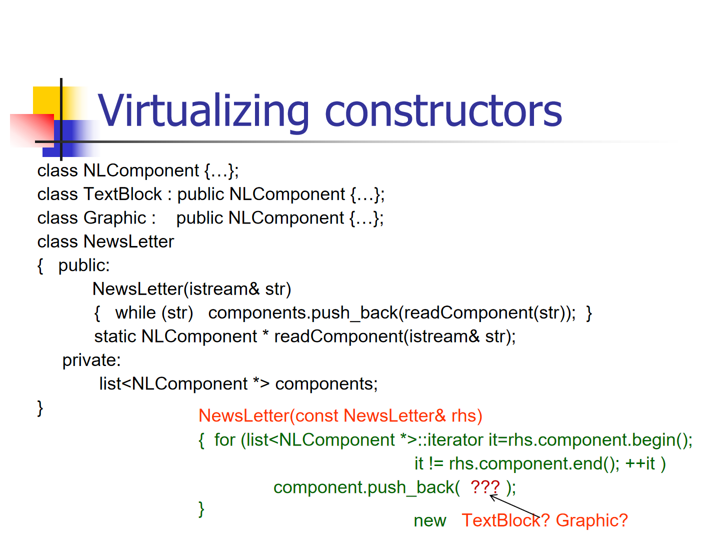 Virtualizing constructors
class NLComponent {…};
class TextBlock : public NLComponent {…};
class Graphic : public NLComponent {…};
class NewsLetter
{ public:
NewsLetter(istream& str)
{ while (str) components.push_back(readComponent(str)); }
static NLComponent * readComponent(istream& str);
private:
list<NLComponent *> components;
}
NewsLetter(const NewsLetter& rhs)
{ for (list<NLComponent *>::iterator it=rhs.component.begin();
it != rhs.component.end(); ++it )
component.push_back( ??? );
}
new TextBlock? Graphic?